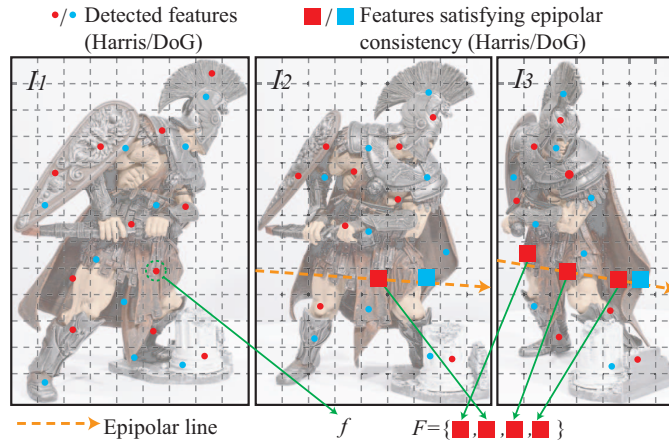 •/• Detected features (Harris/DoG)
■/■ Features satisfying epipolar consistency (Harris/DoG)
I1
I2
I3
Epipolar line
f
F={■,■,■,■}